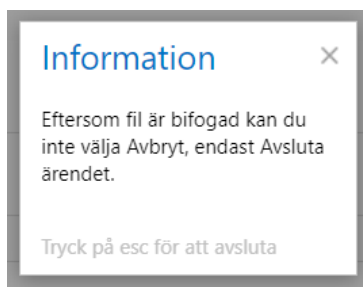 Information
Eftersom fil är bifogad kan du
inte välja Avbryt, endast Avsluta
ärendet.
Tryck på esc för att avsluta